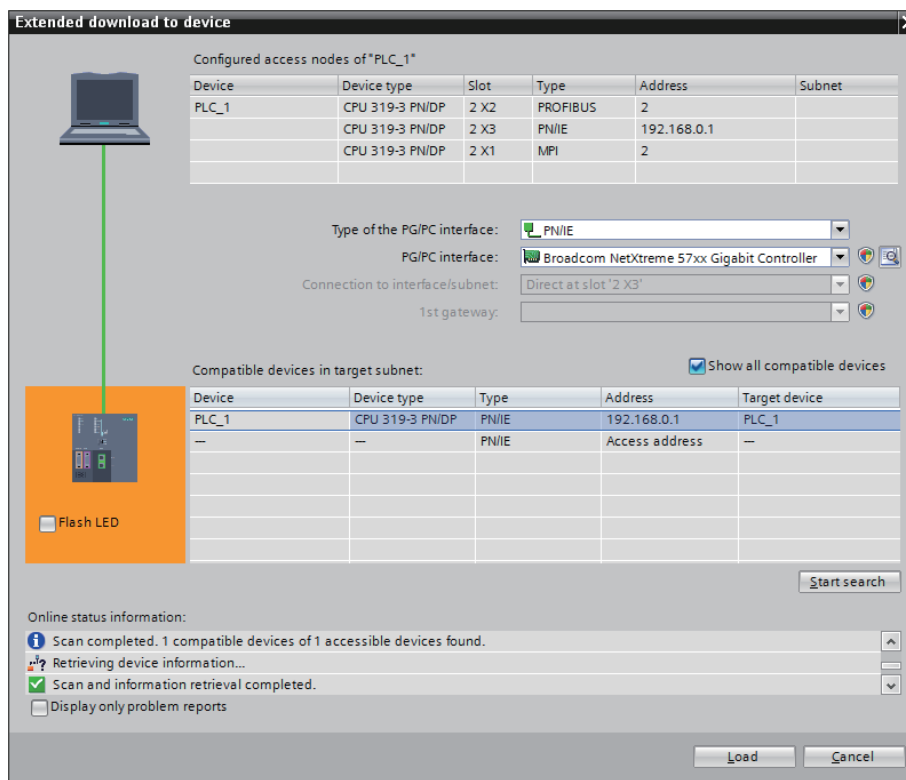 Extended download to device
Configured access nodes of "PLC_1"
Device Device type Slot Type Address Subnet
PLC_1 CPU 319-3 PN/DP 2 X2 PROFIBUS 2
CPU 319-3 PN/DP 2 X3 PN/IE 192.168.0.1
CPU 319-3 PN/DP 2 X1 MPI 2
Type of the PG/PC interface: PN/IE
PG/PC interface: Broadcom NetXtreme 57xx Gigabit Controller
Connection to interface/subnet: Direct at slot '2 X3'
1st gateway:
Compatible devices in target subnet: Show all compatible devices
Device Device type Type Address Target device
PLC_1 CPU 319-3 PN/DP PN/IE 192.168.0.1 PLC_1
— — PN/IE Access address —
Flash LED
Start search
Online status information:
Scan completed. 1 compatible devices of 1 accessible devices found.
Retrieving device information...
Scan and information retrieval completed.
Display only problem reports
Load Cancel